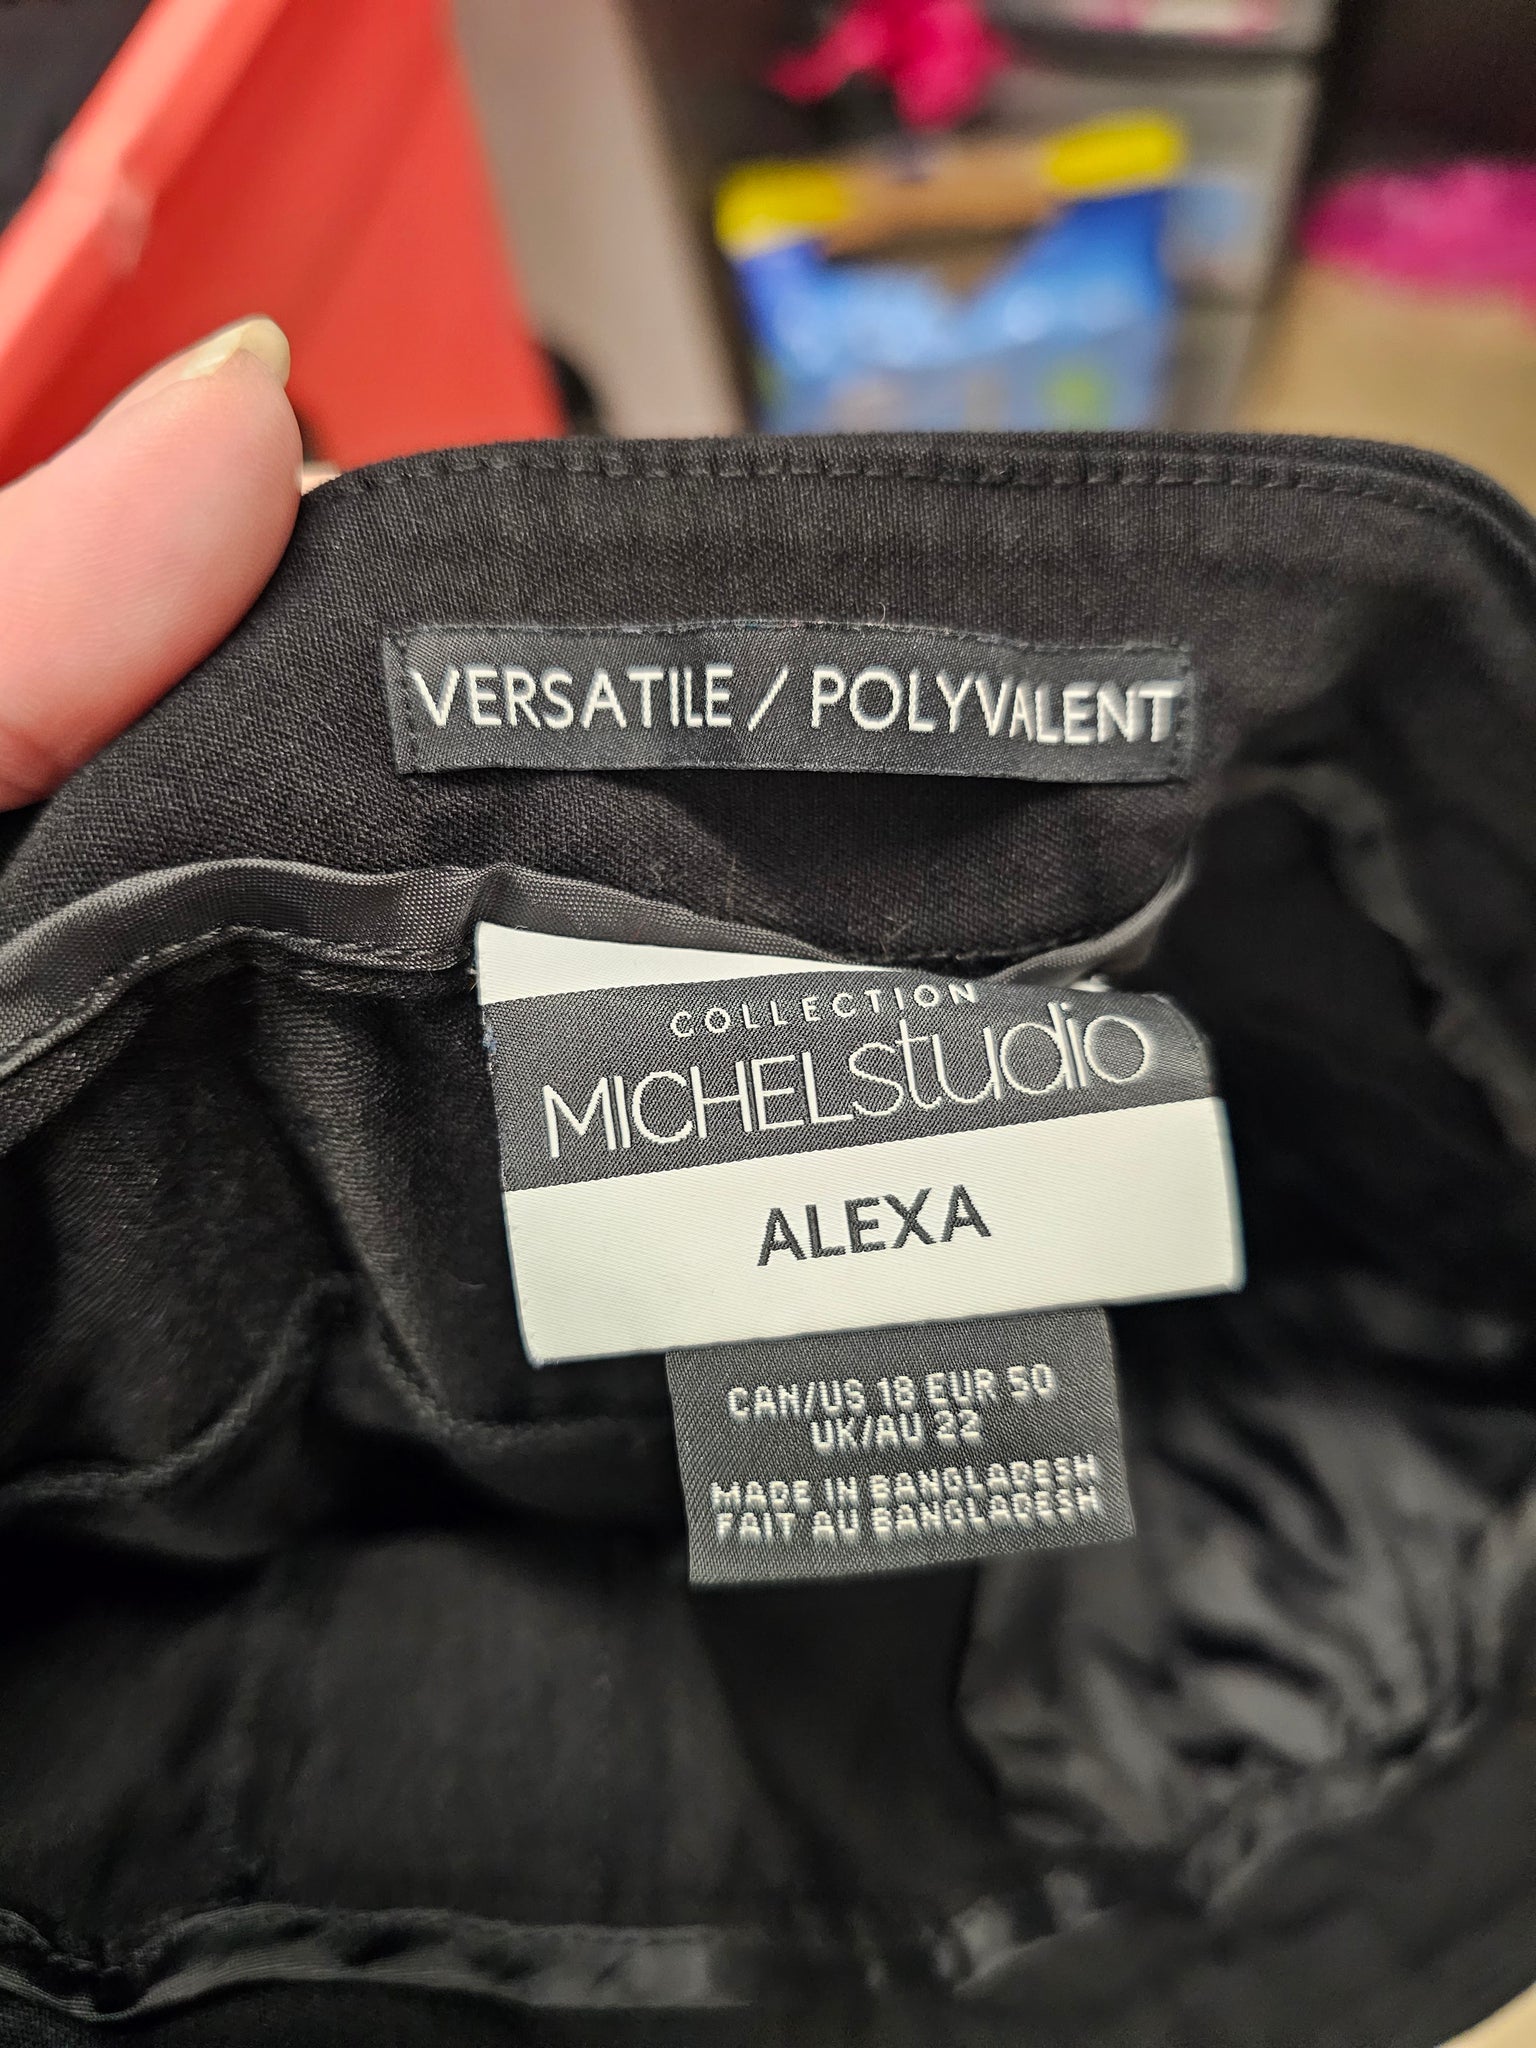 VERSATILE / POLYVALENT
COLLECTION
MICHELstudio
ALEXA
CAN/US 18 EUR 50
UK/AU 22
MADE IN BANGLADESH
FAIT AU BANGLADESH